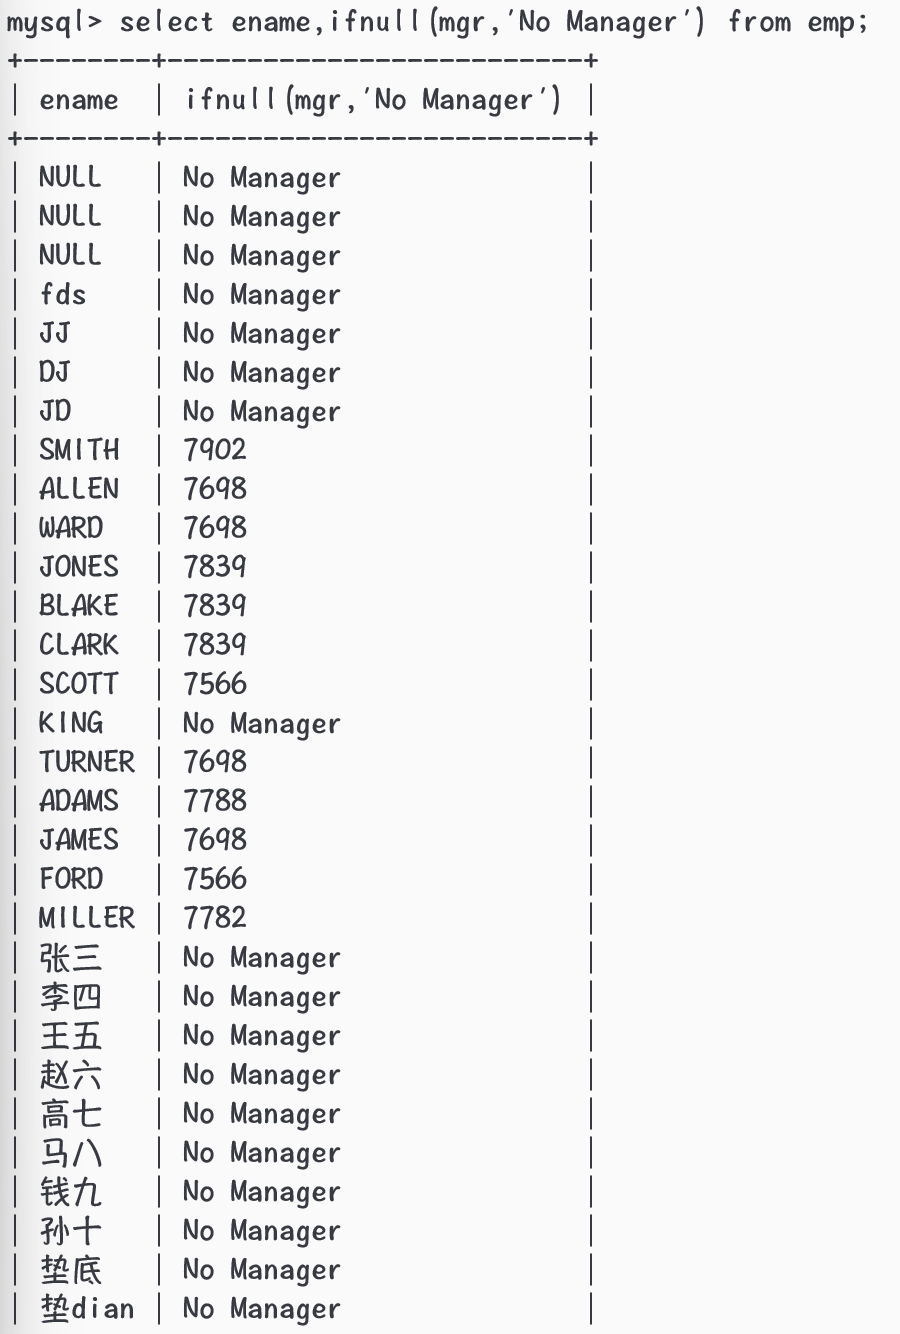 mysql> select ename,ifnull(mgr,'No Manager') from emp;
+--------+--------------------------+
| ename  | ifnull(mgr,'No Manager') |
+--------+--------------------------+
| NULL   | No Manager               |
| NULL   | No Manager               |
| NULL   | No Manager               |
| fds    | No Manager               |
| JJ     | No Manager               |
| DJ     | No Manager               |
| JD     | No Manager               |
| SMITH  | 7902                     |
| ALLEN  | 7698                     |
| WARD   | 7698                     |
| JONES  | 7839                     |
| BLAKE  | 7839                     |
| CLARK  | 7839                     |
| SCOTT  | 7566                     |
| KING   | No Manager               |
| TURNER | 7698                     |
| ADAMS  | 7788                     |
| JAMES  | 7698                     |
| FORD   | 7566                     |
| MILLER | 7782                     |
| 张三   | No Manager               |
| 李四   | No Manager               |
| 王五   | No Manager               |
| 赵六   | No Manager               |
| 高七   | No Manager               |
| 马八   | No Manager               |
| 钱九   | No Manager               |
| 孙十   | No Manager               |
| 垫底   | No Manager               |
| 垫dian | No Manager               |